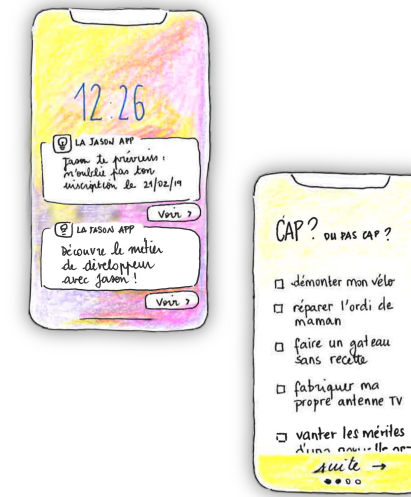 12:26
LA JASON APP
Jason te prévient :
n'oublie pas ton
inscription le 21/02/19
Voir >
LA JASON APP
Découvre le métier
de développeur
avec Jason !
Voir >
CAP ? OU PAS CAP ?
démonter mon vélo
réparer l'ordi de
maman
faire un gateau
sans recette
fabriquer ma
propre antenne TV
vanter les mérites
d'une
suite →